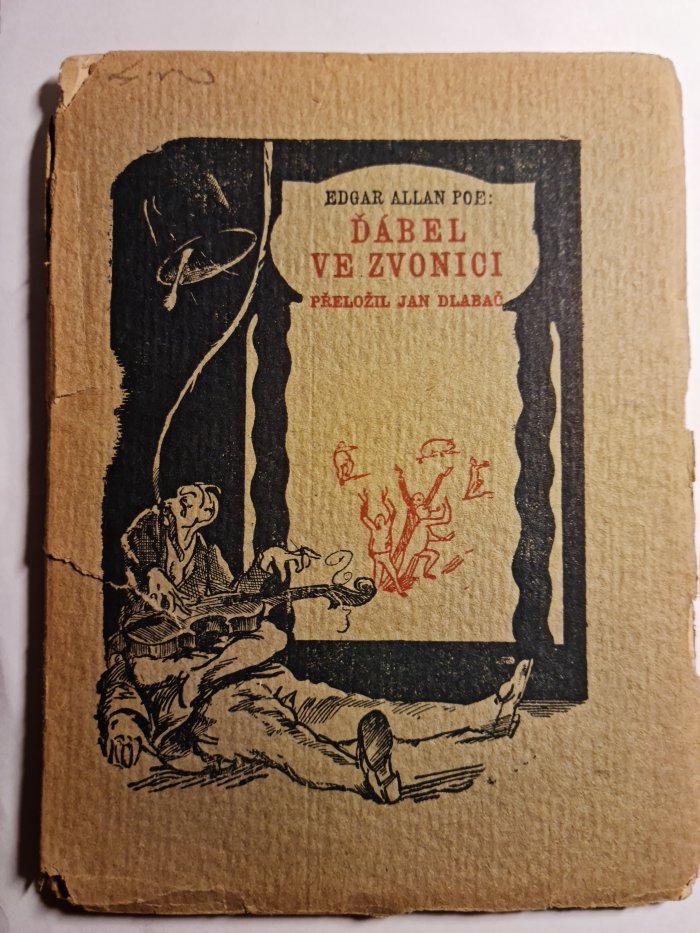 EDGAR ALLAN POE:
ĎÁBEL
VE ZVONICI
PŘELOŽIL JAN DLABAČ